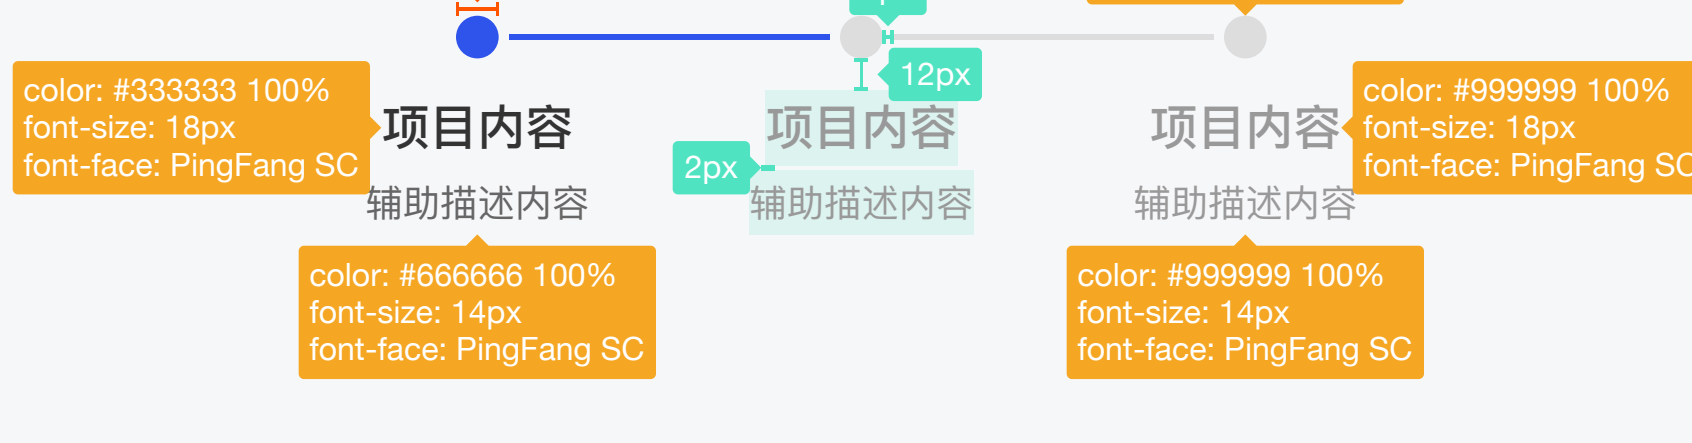 12px
color: #333333 100%
font-size: 18px
font-face: PingFang SC
项目内容
项目内容
项目内容
color: #999999 100%
font-size: 18px
font-face: PingFang SC
2px
辅助描述内容
辅助描述内容
辅助描述内容
color: #666666 100%
font-size: 14px
font-face: PingFang SC
color: #999999 100%
font-size: 14px
font-face: PingFang SC